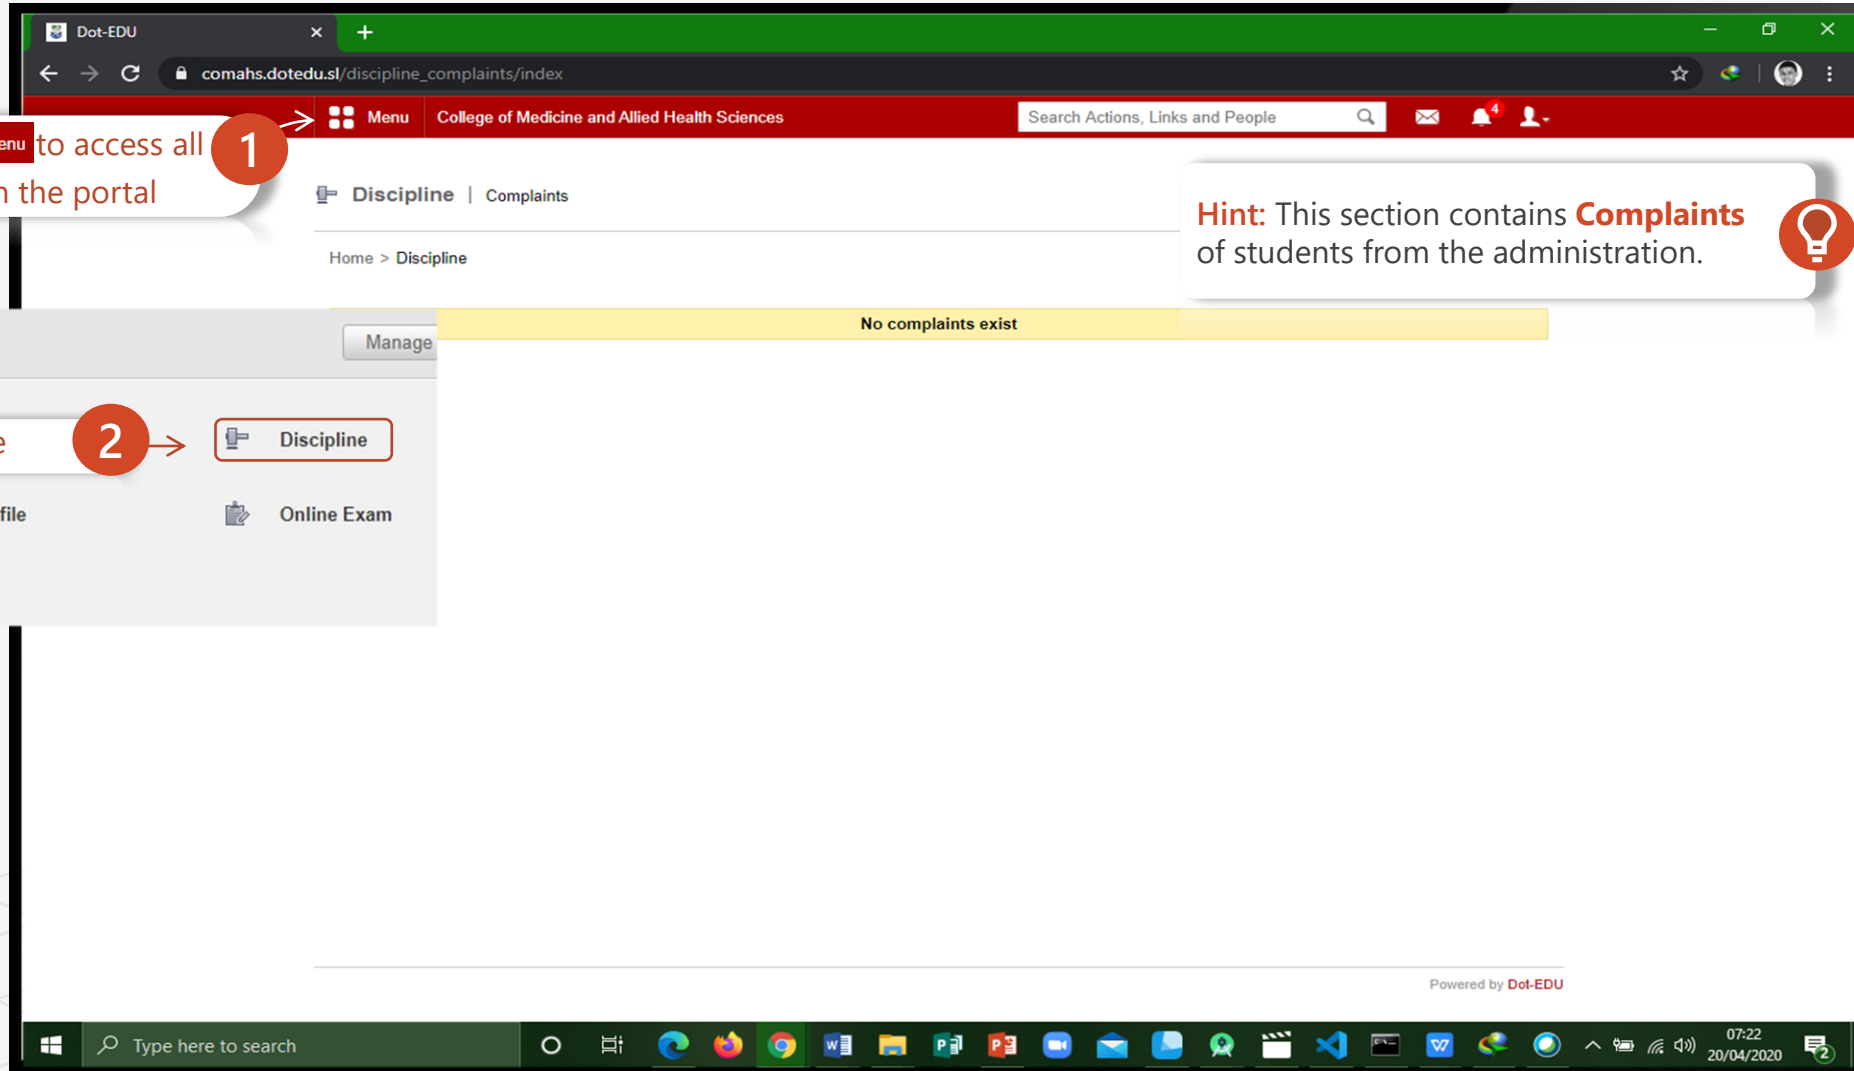 Dot-EDU
comahs.dotedu.sl/discipline_complaints/index
Menu
College of Medicine and Allied Health Sciences
Search Actions, Links and People
4
to access all
the portal
1
Discipline | Complaints
Hint: This section contains Complaints
of students from the administration.
Home > Discipline
No complaints exist
Manage
2
Discipline
Online Exam
Powered by Dot-EDU
Type here to search
07:22
20/04/2020
2